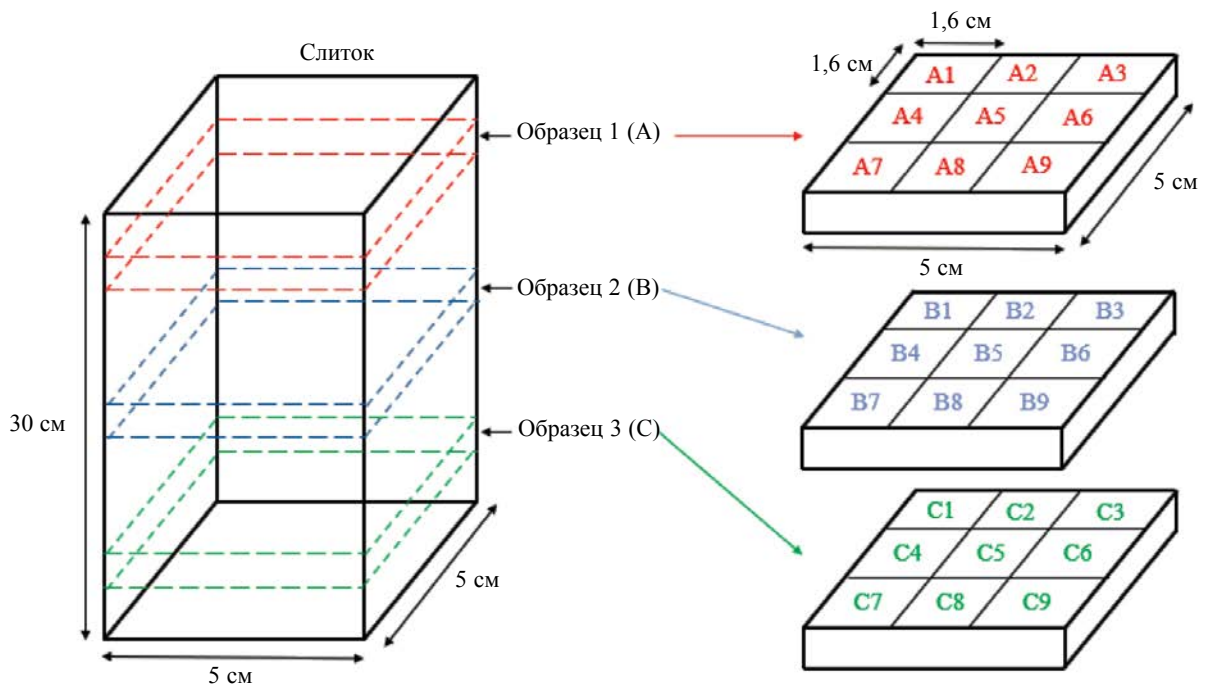 Слиток
Образец 1 (A)
Образец 2 (B)
Образец 3 (C)
30 см
5 см
5 см
1,6 см
1,6 см
A1 A2 A3
A4 A5 A6
A7 A8 A9
5 см
5 см
B1 B2 B3
B4 B5 B6
B7 B8 B9
C1 C2 C3
C4 C5 C6
C7 C8 C9